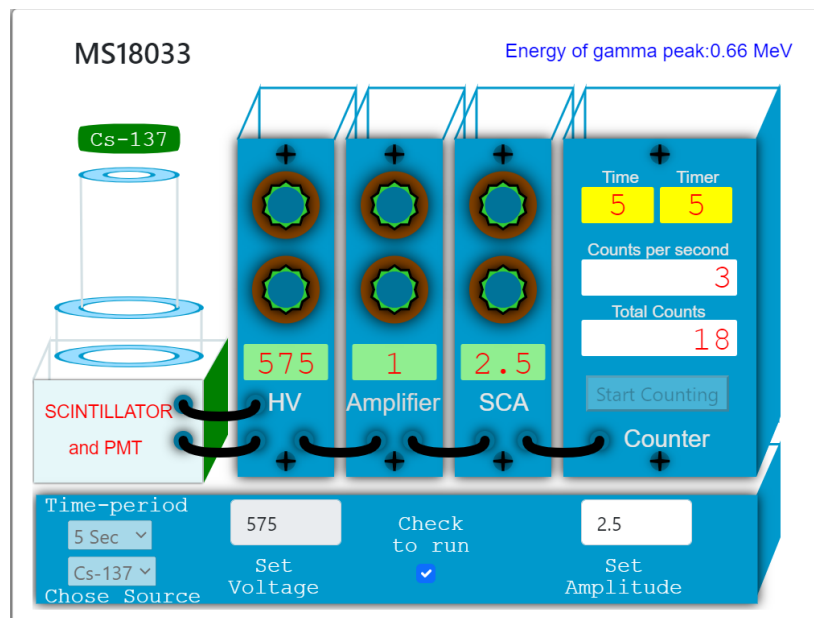 MS18033
Energy of gamma peak:0.66 MeV
Cs-137
Time Timer
5 5
Counts per second
3
Total Counts
18
575 1 2.5
Start Counting
HV Amplifier SCA
Counter
SCINTILLATOR
and PMT
Time-period
5 Sec
Cs-137
Chose Source
575
Set
Voltage
Check
to run
2.5
Set
Amplitude